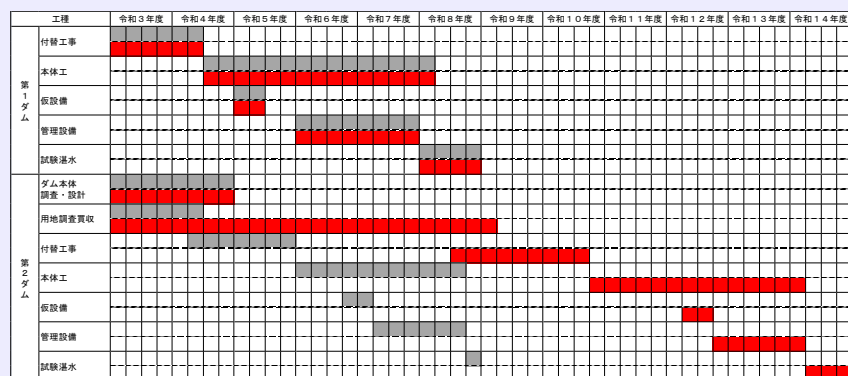 工種 令和3年度 令和4年度 令和5年度 令和6年度 令和7年度 令和8年度 令和9年度 令和10年度 令和11年度 令和12年度 令和13年度 令和14年度
第1ダム
付替工事
本体工
仮設備
管理設備
試験湛水
第2ダム
ダム本体
調査・設計
用地調査買収
付替工事
本体工
仮設備
管理設備
試験湛水